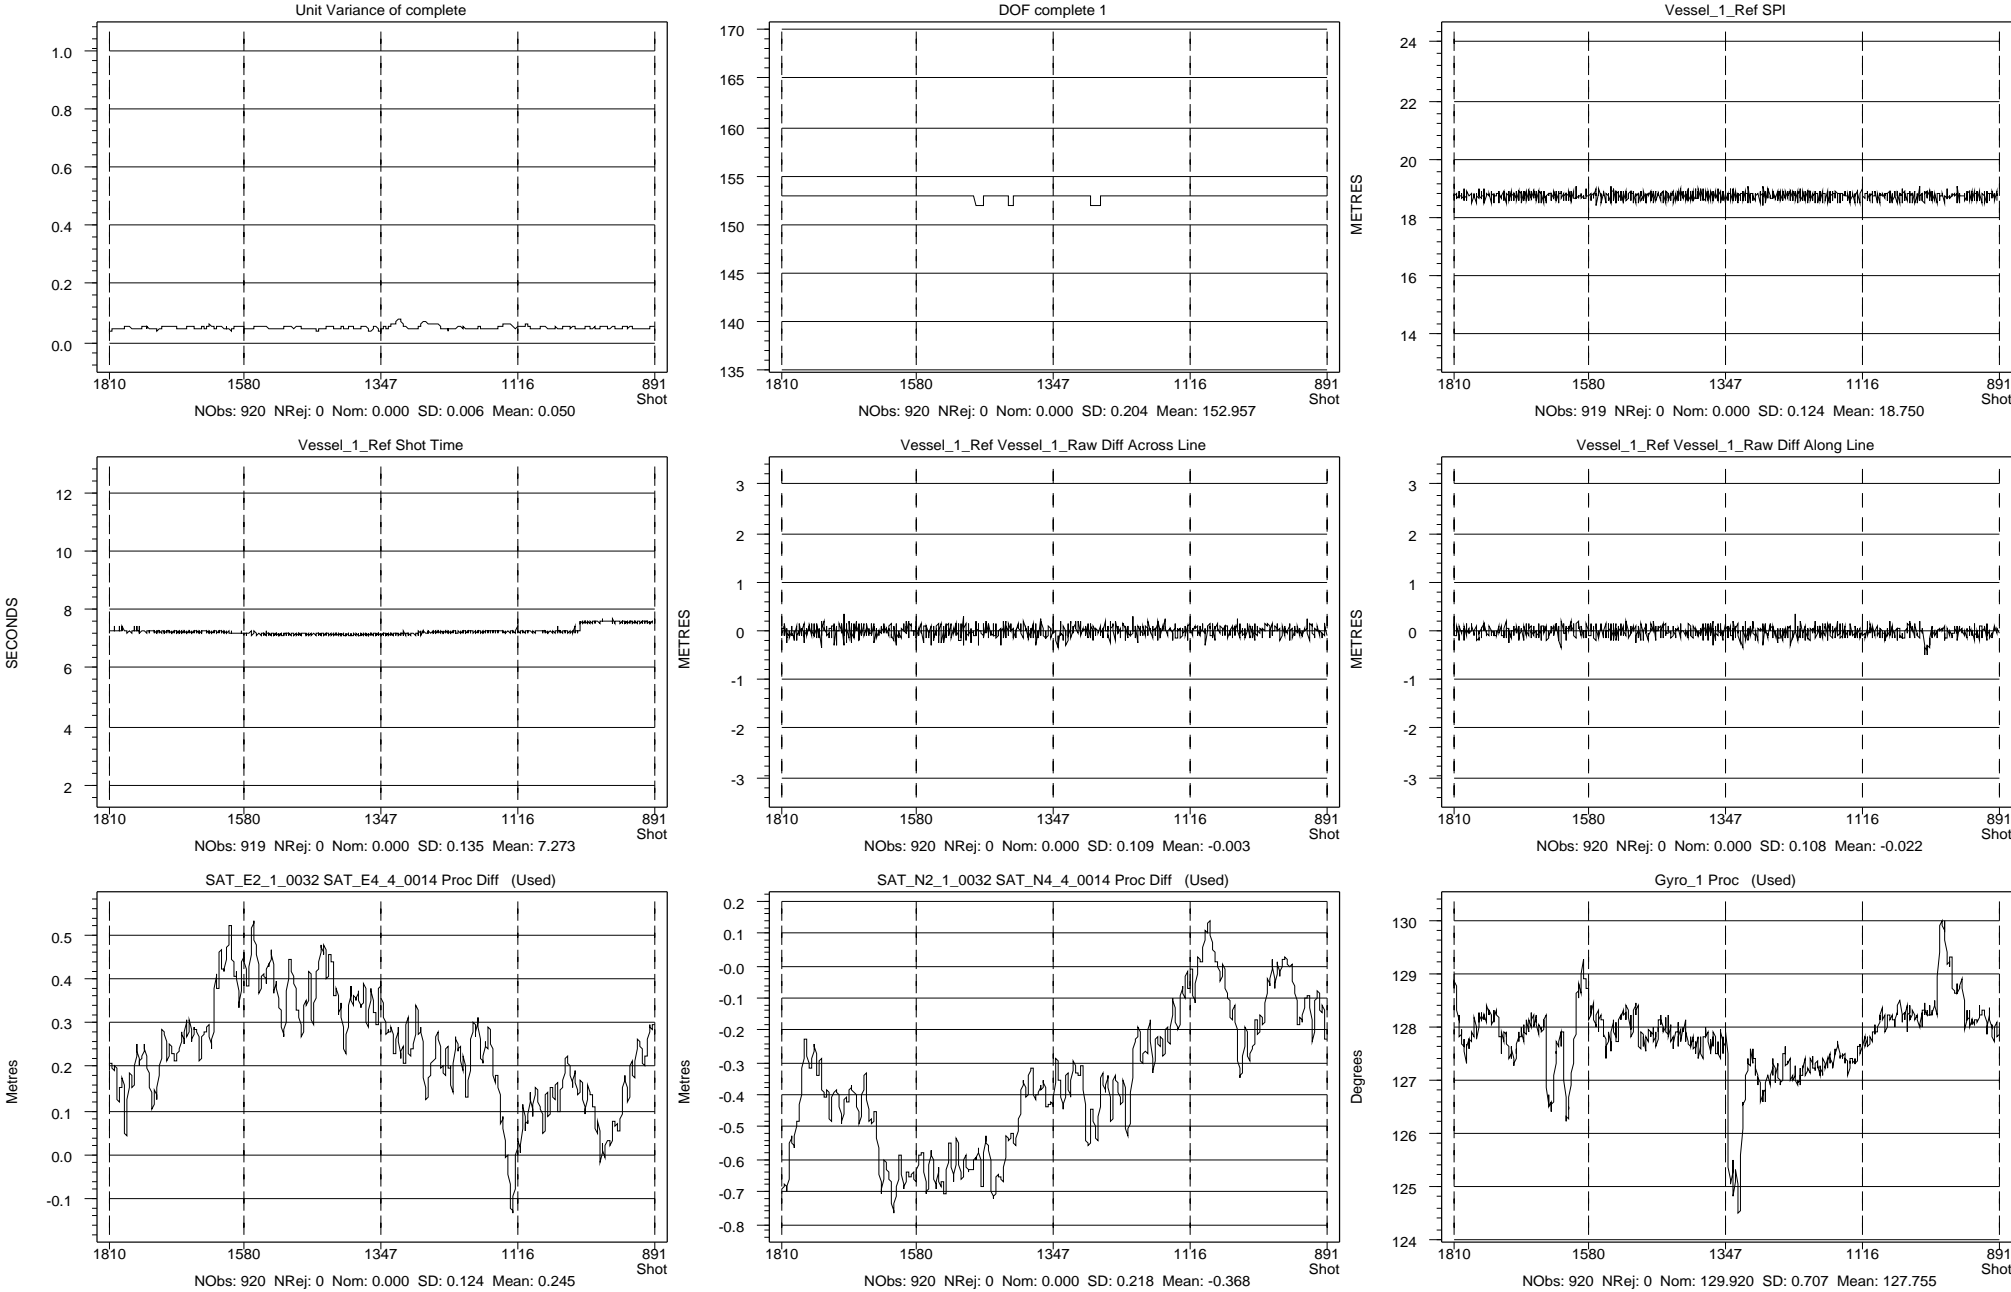 Unit Variance of complete
1.0
0.8
0.6
0.4
0.2
0.0
1810 1580 1347 1116 891
Shot
NObs: 920 NRej: 0 Nom: 0.000 SD: 0.006 Mean: 0.050
DOF complete 1
170
165
160
155
150
145
140
135
1810 1580 1347 1116 891
Shot
NObs: 920 NRej: 0 Nom: 0.000 SD: 0.204 Mean: 152.957
Vessel_1_Ref SPI
METRES
24
22
20
18
16
14
1810 1580 1347 1116 891
Shot
NObs: 919 NRej: 0 Nom: 0.000 SD: 0.124 Mean: 18.750
Vessel_1_Ref Shot Time
SECONDS
12
10
8
6
4
2
1810 1580 1347 1116 891
Shot
NObs: 919 NRej: 0 Nom: 0.000 SD: 0.135 Mean: 7.273
Vessel_1_Ref Vessel_1_Raw Diff Across Line
METRES
3
2
1
0
-1
-2
-3
1810 1580 1347 1116 891
Shot
NObs: 920 NRej: 0 Nom: 0.000 SD: 0.109 Mean: -0.003
Vessel_1_Ref Vessel_1_Raw Diff Along Line
METRES
3
2
1
0
-1
-2
-3
1810 1580 1347 1116 891
Shot
NObs: 920 NRej: 0 Nom: 0.000 SD: 0.108 Mean: -0.022
SAT_E2_1_0032 SAT_E4_4_0014 Proc Diff (Used)
Metres
0.5
0.4
0.3
0.2
0.1
0.0
-0.1
1810 1580 1347 1116 891
Shot
NObs: 920 NRej: 0 Nom: 0.000 SD: 0.124 Mean: 0.245
SAT_N2_1_0032 SAT_N4_4_0014 Proc Diff (Used)
Metres
0.2
0.1
-0.0
-0.1
-0.2
-0.3
-0.4
-0.5
-0.6
-0.7
-0.8
1810 1580 1347 1116 891
Shot
NObs: 920 NRej: 0 Nom: 0.000 SD: 0.218 Mean: -0.368
Gyro_1 Proc (Used)
Degrees
130
129
128
127
126
125
124
1810 1580 1347 1116 891
Shot
NObs: 920 NRej: 0 Nom: 129.920 SD: 0.707 Mean: 127.755